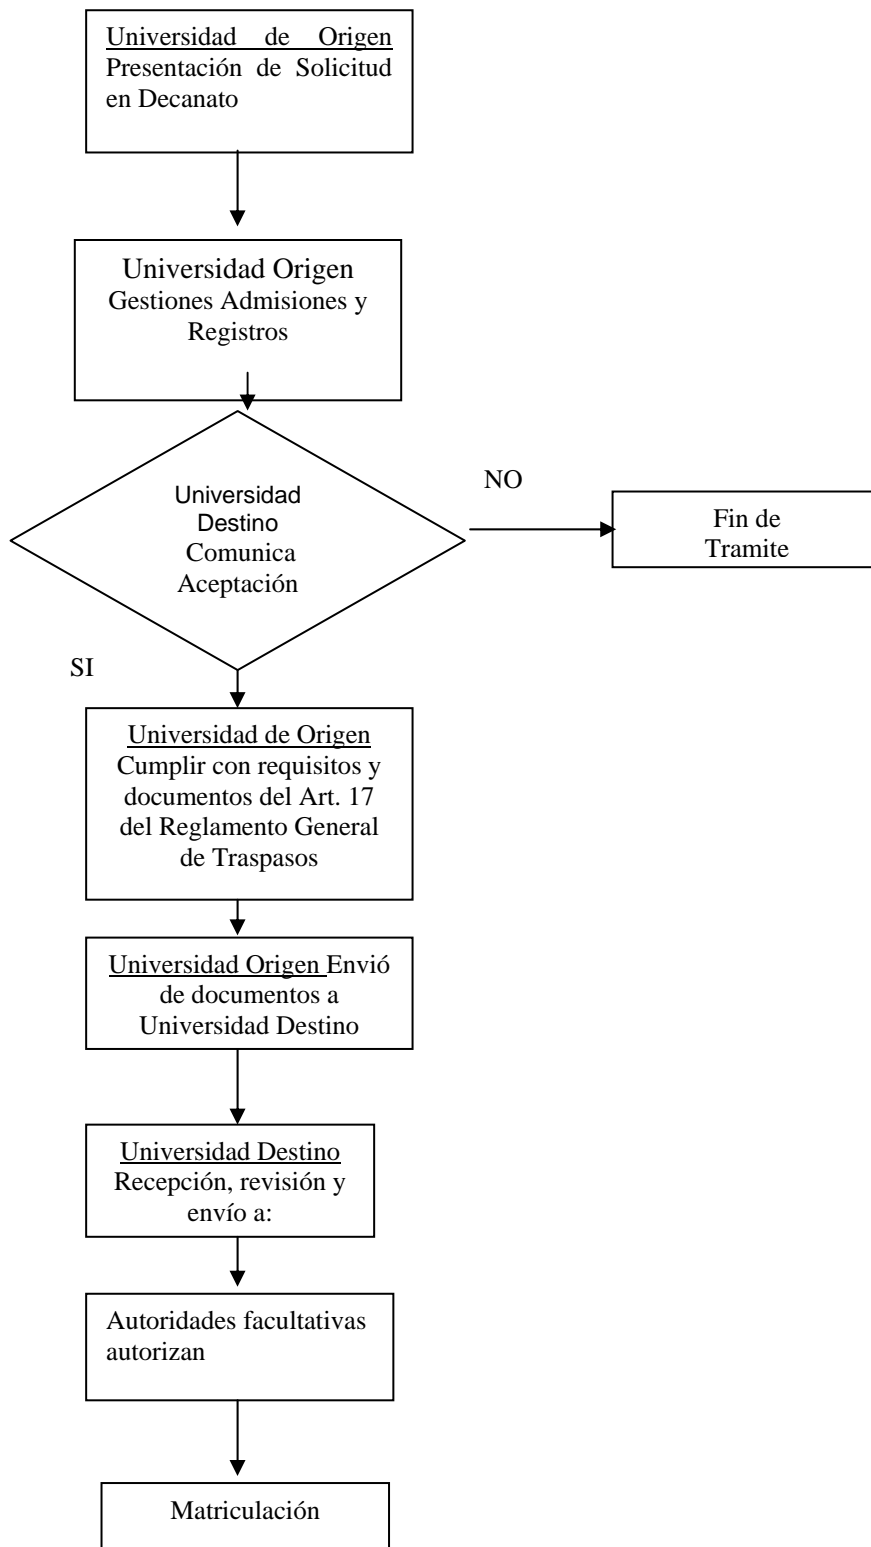 Universidad de Origen
Presentación de Solicitud
en Decanato
Universidad Origen
Gestiones Admisiones y
Registros
Universidad
Destino
Comunica
Aceptación
NO
Fin de
Tramite
SI
Universidad de Origen
Cumplir con requisitos y
documentos del Art. 17
del Reglamento General
de Traspasos
Universidad Origen Envió
de documentos a
Universidad Destino
Universidad Destino
Recepción, revisión y
envío a:
Autoridades facultativas
autorizan
Matriculación